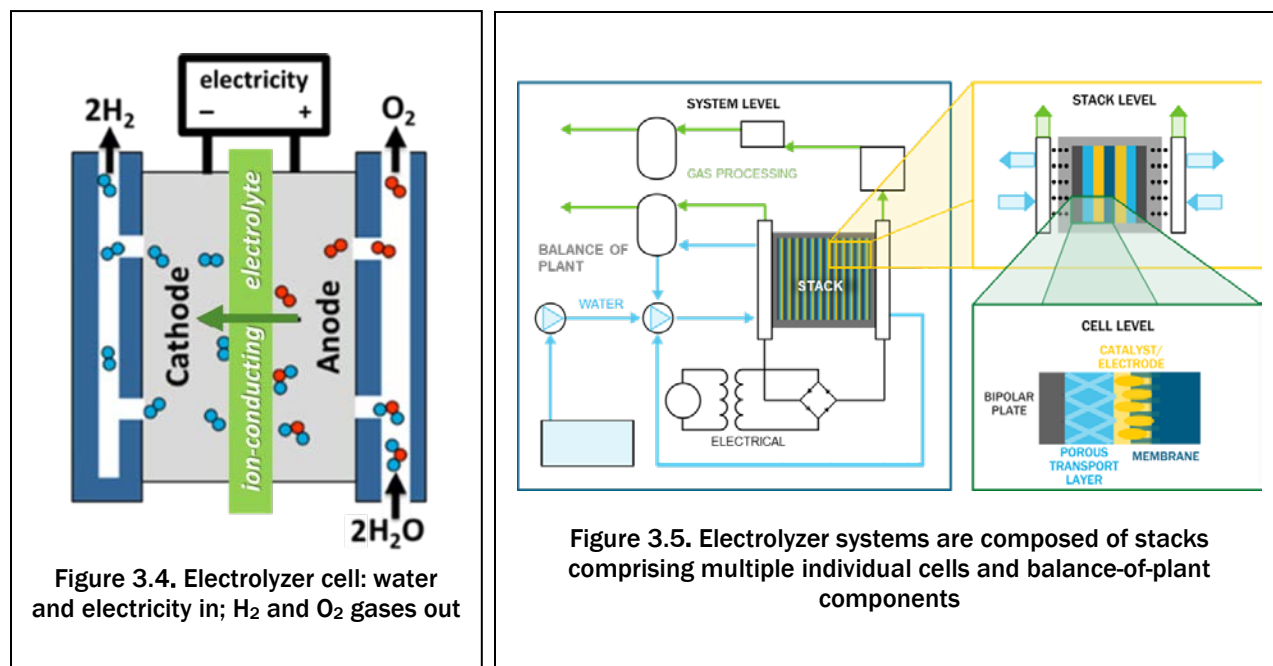 electricity
– +
2H₂
O₂
Cathode
ion-conducting electrolyte
Anode
2H₂O
Figure 3.4. Electrolyzer cell: water
and electricity in; H₂ and O₂ gases out
SYSTEM LEVEL
GAS PROCESSING
BALANCE OF
PLANT
WATER
STACK
ELECTRICAL
STACK LEVEL
CELL LEVEL
CATALYST/
ELECTRODE
BIPOLAR
PLATE
POROUS
TRANSPORT
LAYER
MEMBRANE
Figure 3.5. Electrolyzer systems are composed of stacks
comprising multiple individual cells and balance-of-plant
components